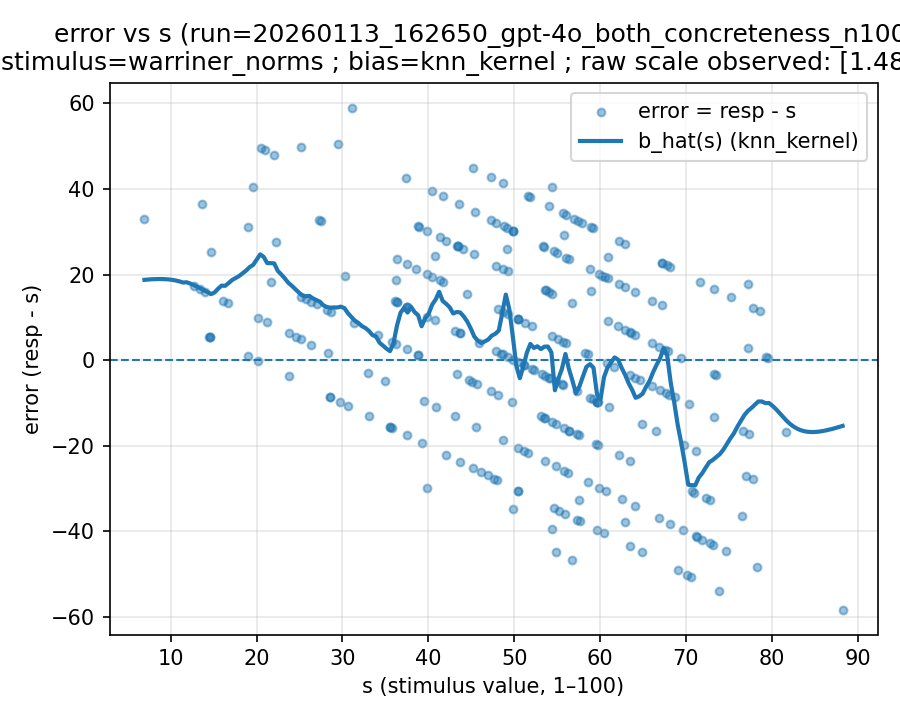 error vs s (run=20260113_162650_gpt-4o_both_concreteness_n100
stimulus=warriner_norms ; bias=knn_kernel ; raw scale observed: [1.48
error = resp - s
b_hat(s) (knn_kernel)
error (resp - s)
60
40
20
0
−20
−40
−60
10 20 30 40 50 60 70 80 90
s (stimulus value, 1–100)